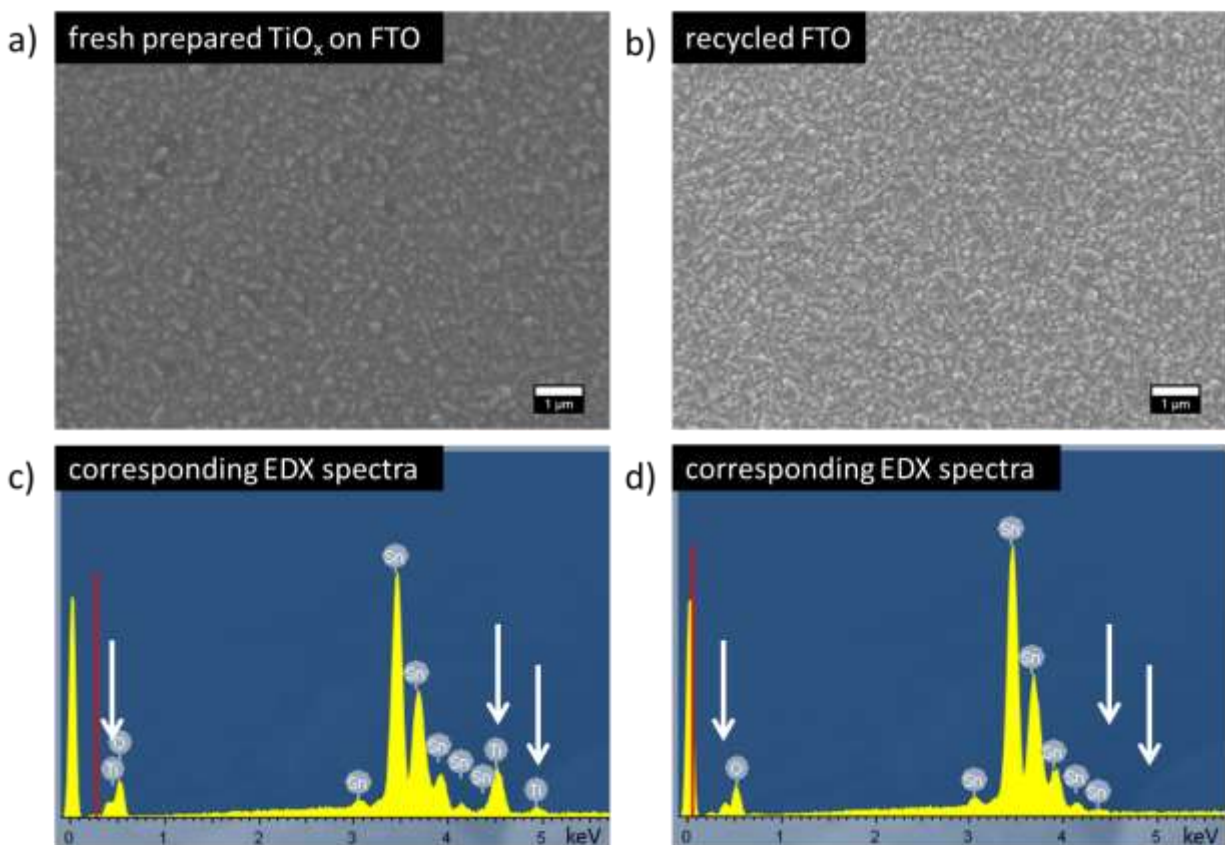 a) fresh prepared TiOₓ on FTO
b) recycled FTO
1 µm
1 µm
c) corresponding EDX spectra
d) corresponding EDX spectra
Sn
Sn
Sn
Sn
Sn
Sn
Ti
Ti
O
Ti
0 1 2 3 4 5 keV
Sn
Sn
Sn
Sn
Sn
Sn
O
0 1 2 3 4 5 keV